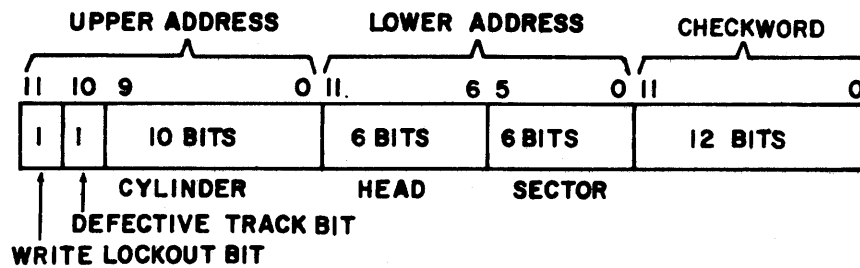 UPPER ADDRESS LOWER ADDRESS CHECKWORD
11 10 9 0 11. 6 5 0 11 0
1 1 10 BITS 6 BITS 6 BITS 12 BITS
CYLINDER HEAD SECTOR
DEFECTIVE TRACK BIT
WRITE LOCKOUT BIT